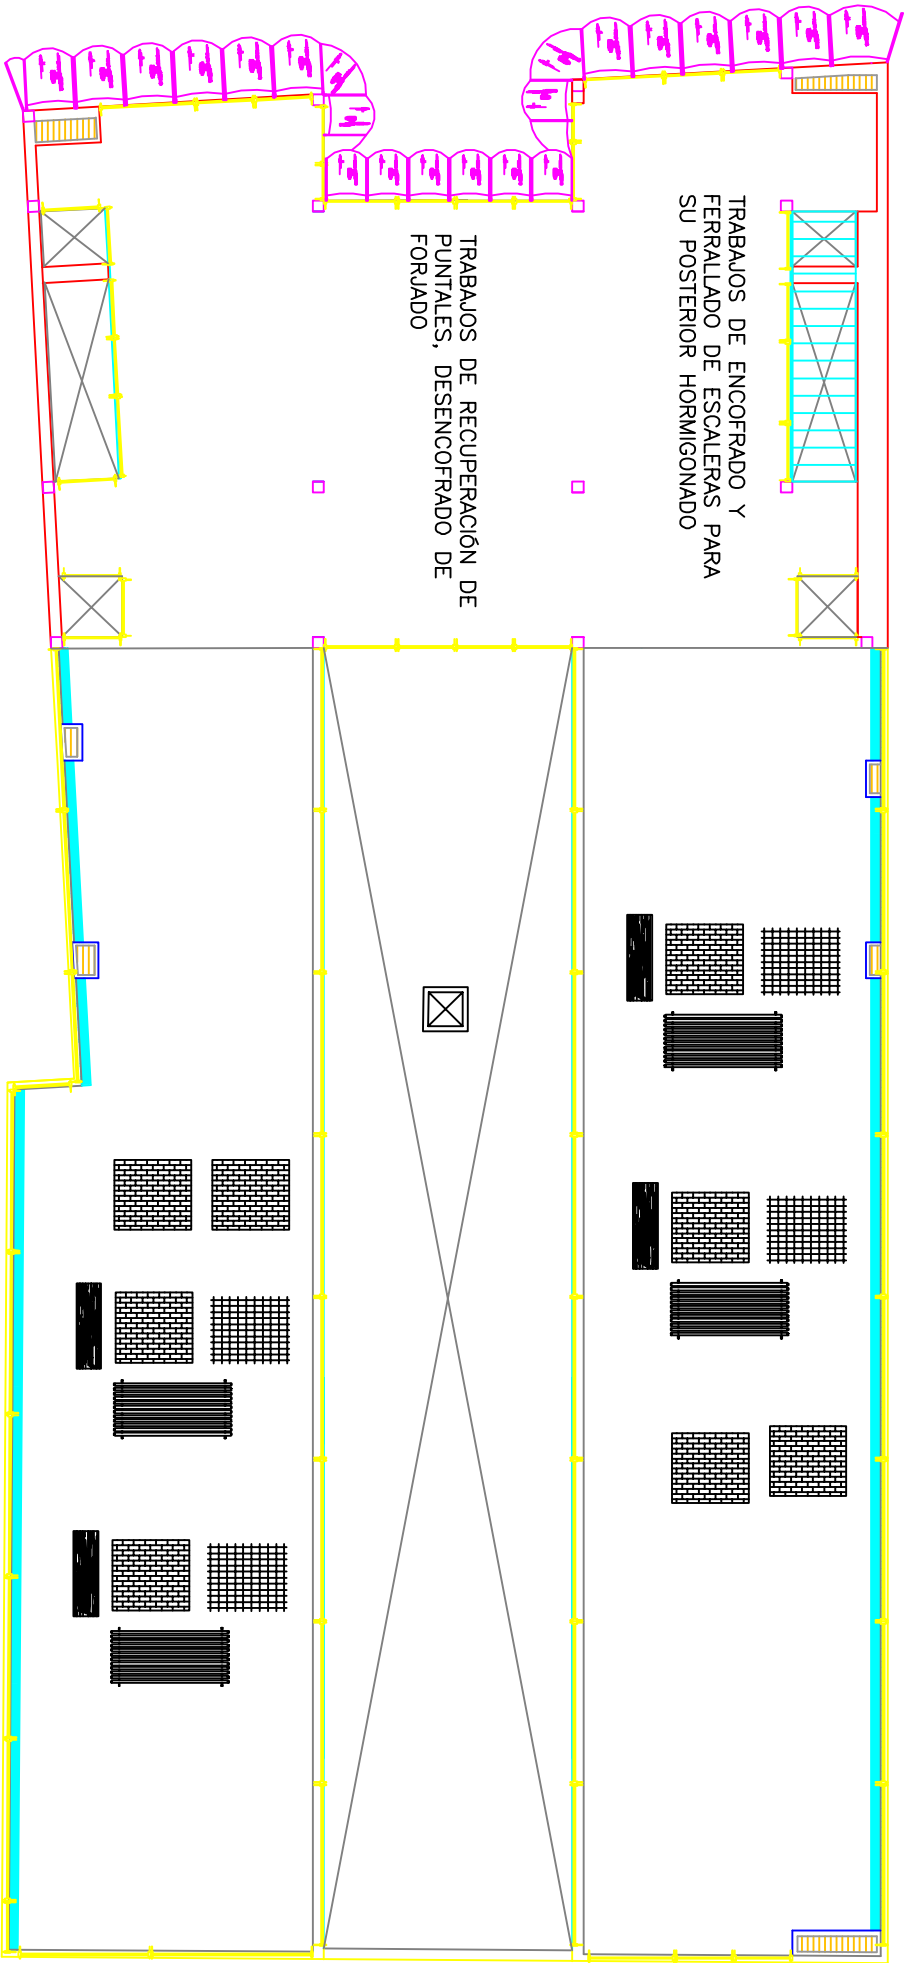 TRABAJOS DE ENCOFRADO Y
FERRALLADO DE ESCALERAS PARA
SU POSTERIOR HORMIGONADO
TRABAJOS DE RECUPERACIÓN DE
PUNTALES, DESENCOFRADO DE
FORJADO